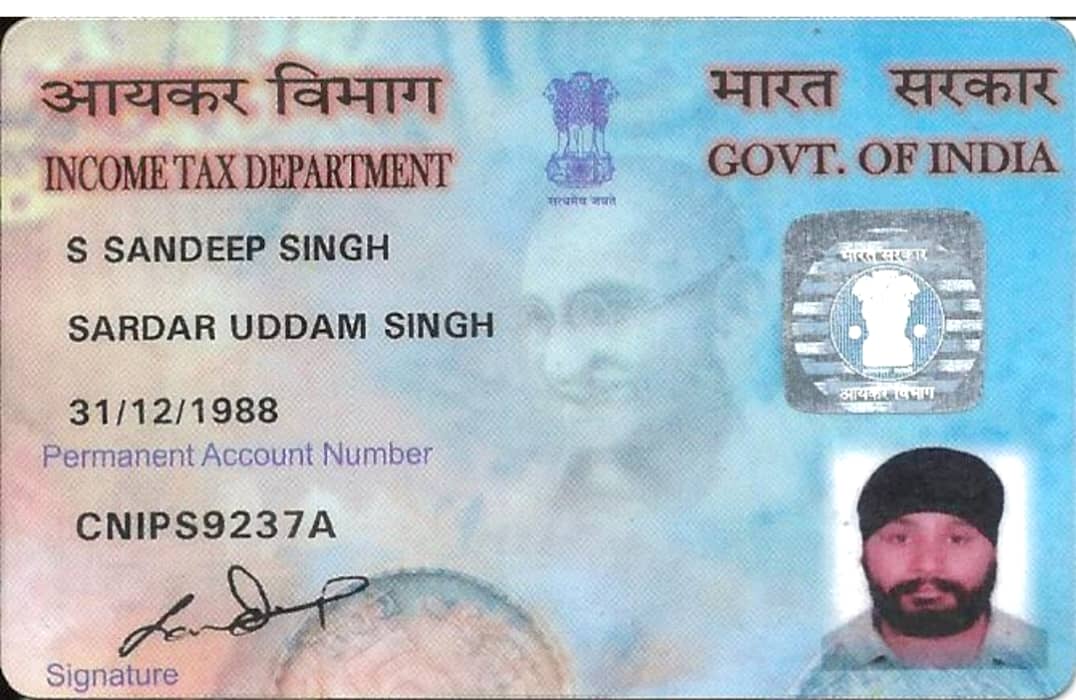 आयकर विभाग
INCOME TAX DEPARTMENT
सत्यमेव जयते
भारत सरकार
GOVT. OF INDIA
S SANDEEP SINGH
SARDAR UDDAM SINGH
31/12/1988
Permanent Account Number
CNIPS9237A
Signature
भारत सरकार
आयकर विभाग